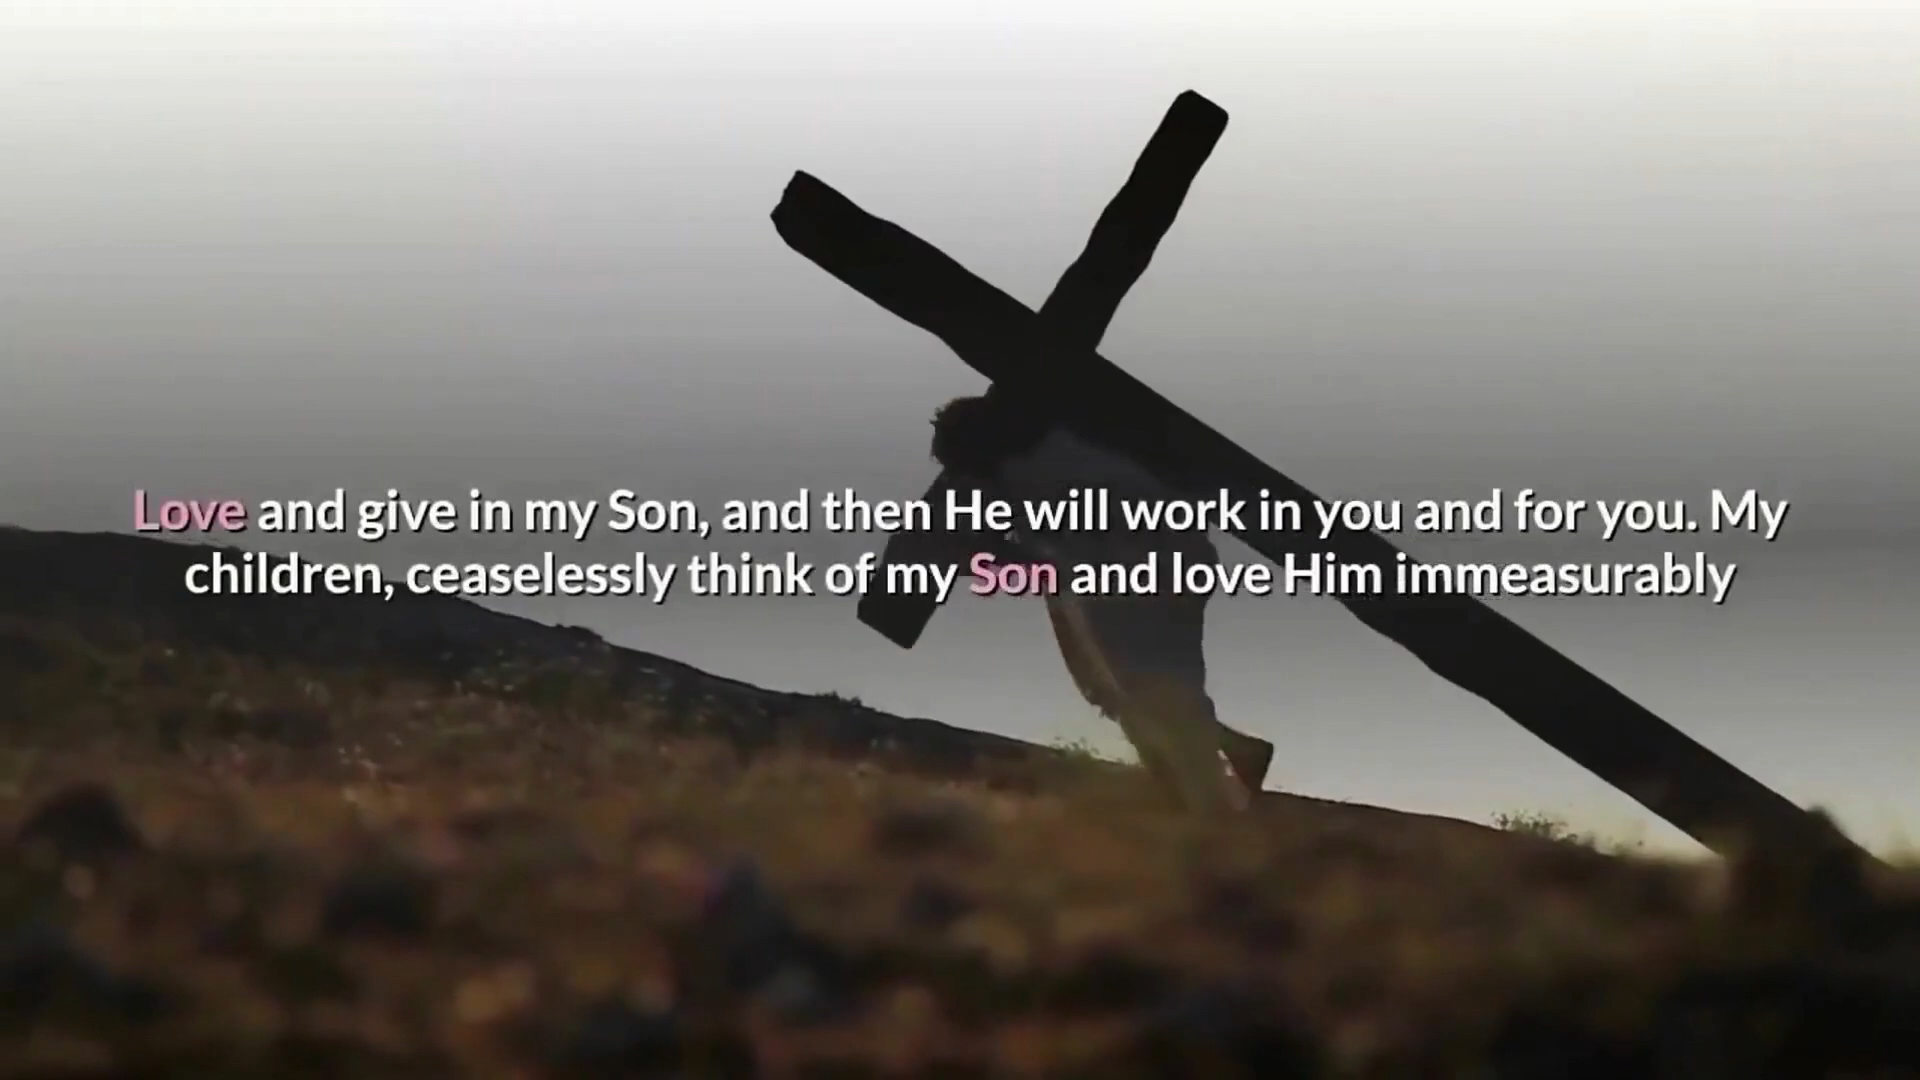 Love and give in my Son, and then He will work in you and for you. My
children, ceaselessly think of my Son and love Him immeasurably